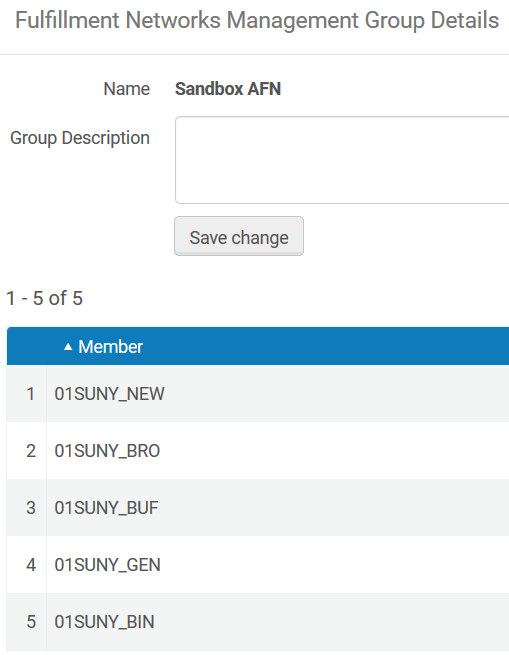 Fulfillment Networks Management Group Details
Name Sandbox AFN
Group Description
Save change
1 - 5 of 5
Member
1 01SUNY_NEW
2 01SUNY_BRO
3 01SUNY_BUF
4 01SUNY_GEN
5 01SUNY_BIN